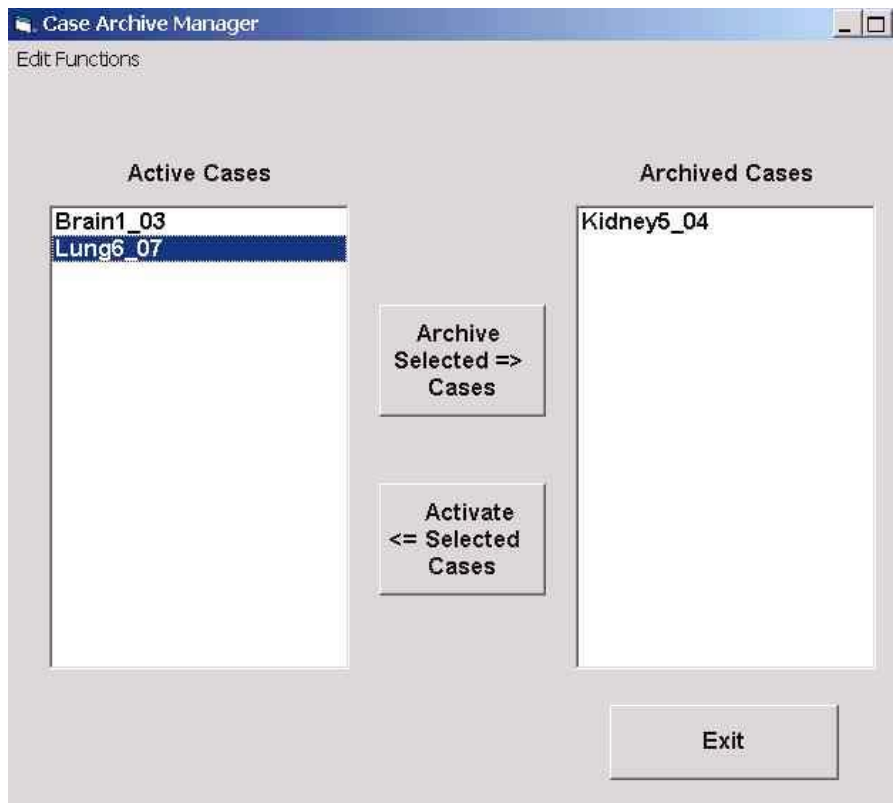 Case Archive Manager
Edit Functions
Active Cases
Archived Cases
Brain1_03
Lung6_07
Kidney5_04
Archive
Selected =>
Cases
Activate
<= Selected
Cases
Exit